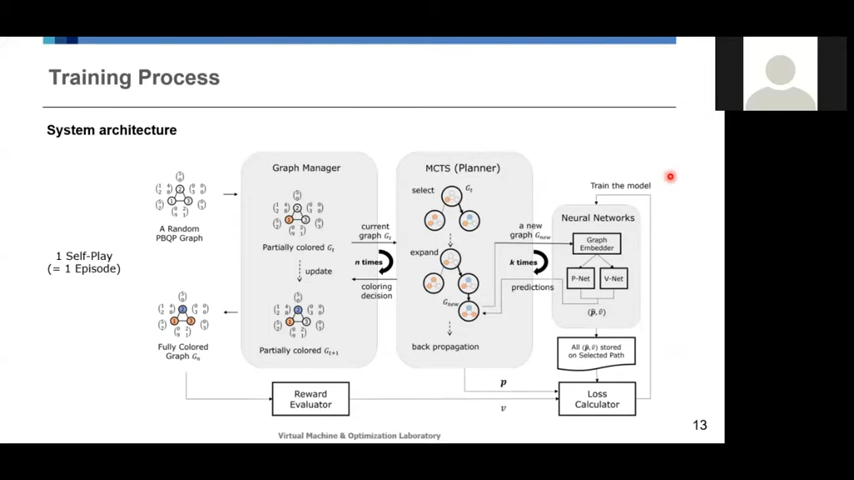 Training Process
System architecture
Graph Manager
MCTS (Planner)
select
G_t
Train the model
Neural Networks
A Random
PBQP Graph
Partially colored G_t
current
graph G_t
a new
graph G_new
Graph
Embedder
1 Self-Play
(= 1 Episode)
update
n times
expand
k times
P-Net
V-Net
coloring
decision
predictions
G_new
(p̂, v̂)
Fully Colored
Graph G_n
Partially colored G_t+1
back propagation
All (p̂, v̂) stored
on Selected Path
p
Reward
Evaluator
v
Loss
Calculator
13
Virtual Machine & Optimization Laboratory